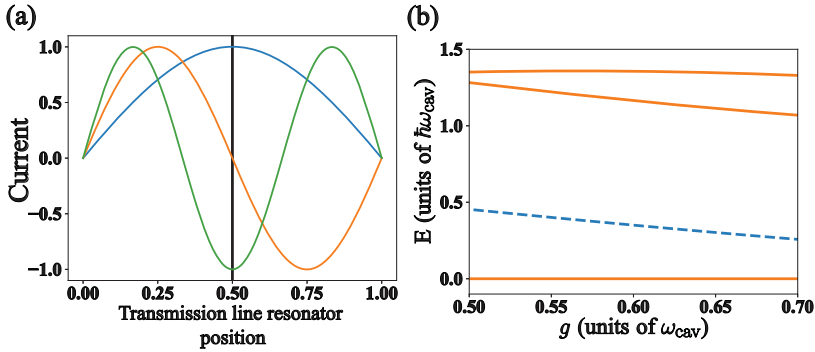 (a)
Current
1.0
0.5
0.0
−0.5
−1.0
0.00 0.25 0.50 0.75 1.00
Transmission line resonator
position
(b)
E (units of ħω_cav)
1.5
1.0
0.5
0.0
0.50 0.55 0.60 0.65 0.70
g (units of ω_cav)